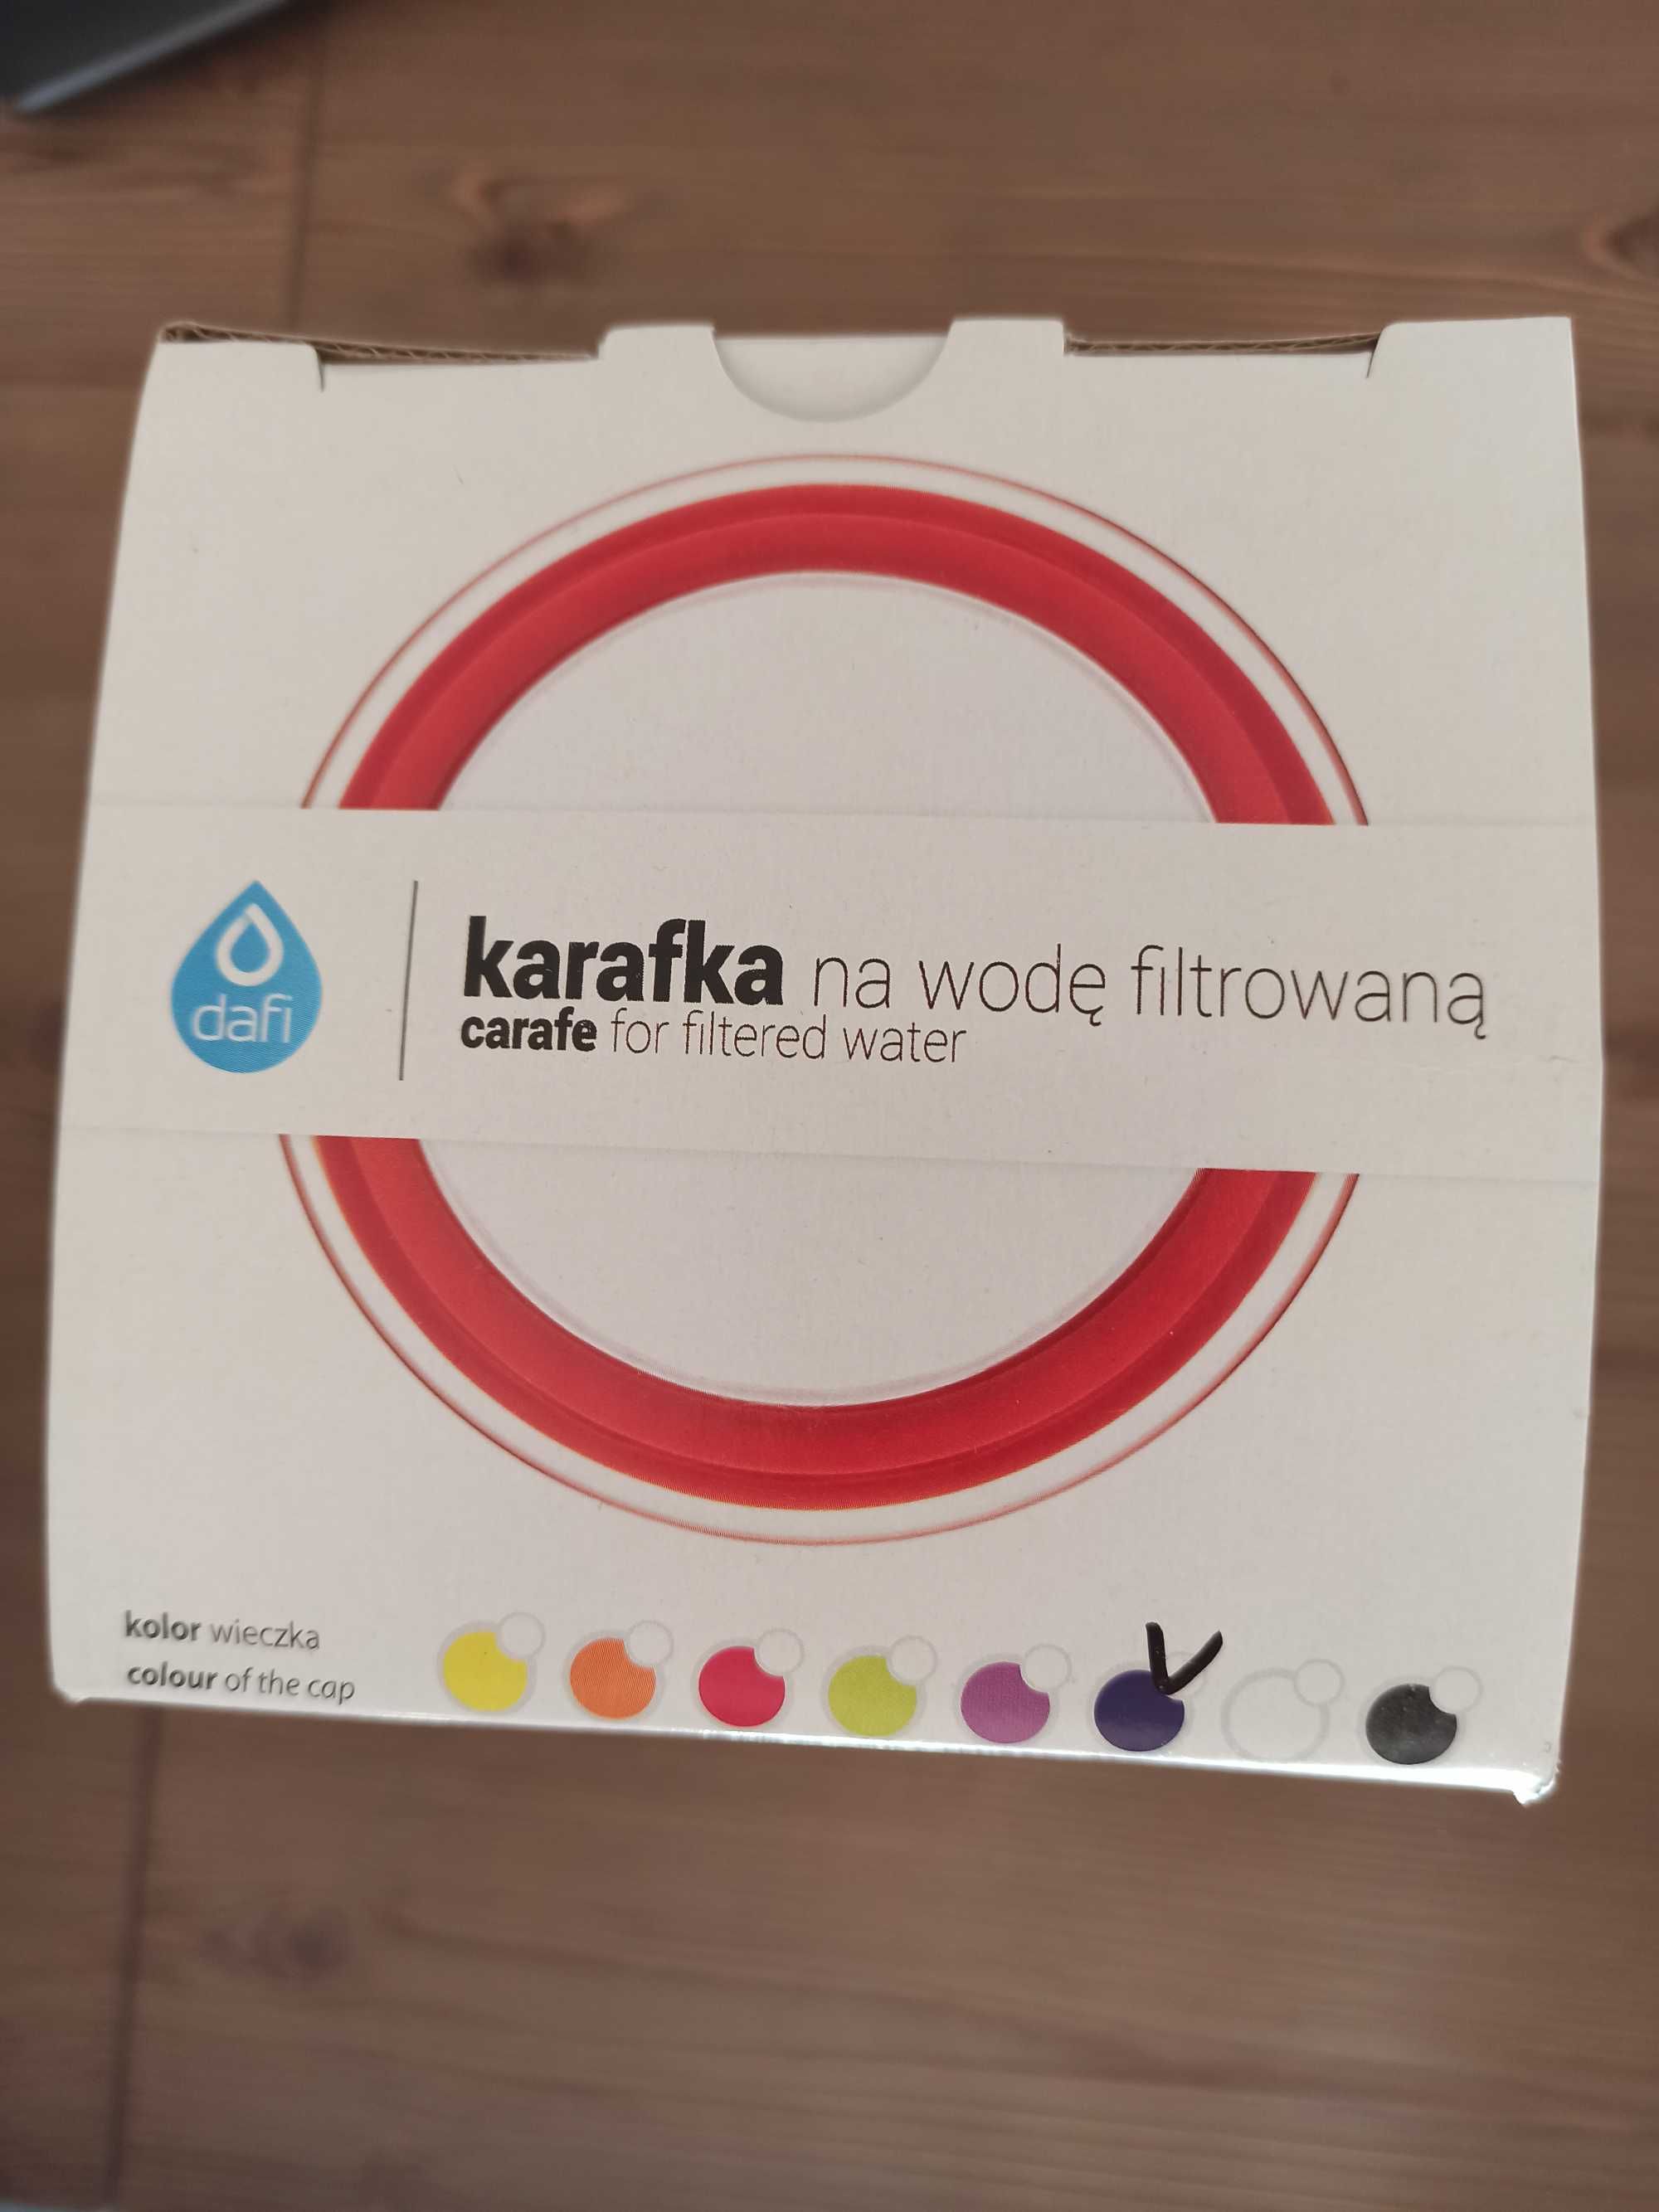 dafi
karafka na wodę filtrowaną
carafe for filtered water
kolor wieczka
colour of the cap